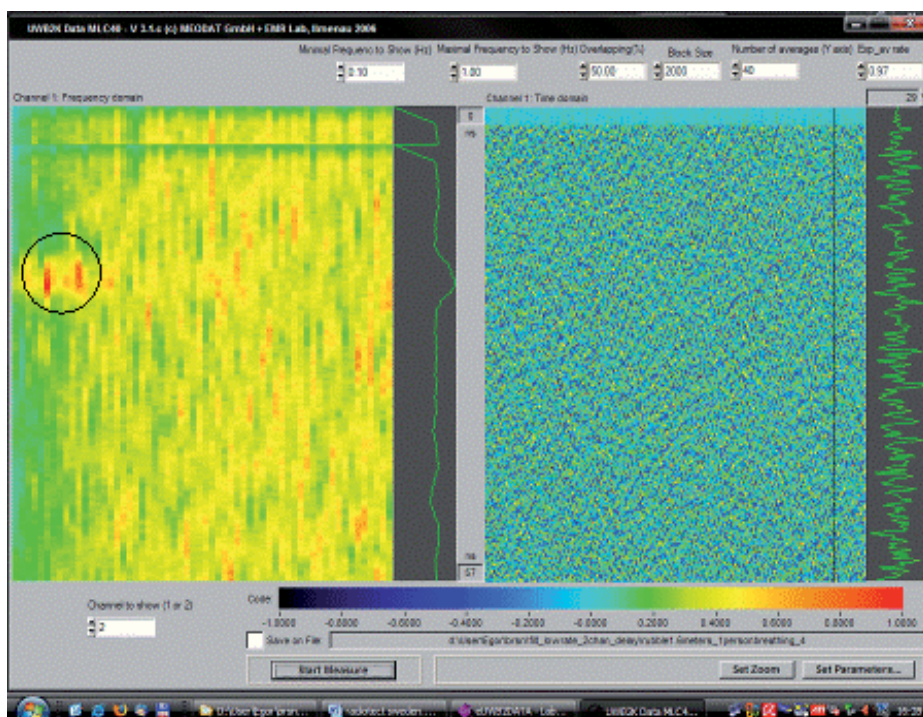 UWB2K Data MLC40 - V 3.1.c (c) MEODAT GmbH + EMR Lab, Ilmenau 2006
Minimal Frequenc to Show (Hz) Maximal Frequency to Show (Hz) Overlapping(%) Block Size Number of averages (Y axis) Exp_av rate
0.10 1.00 50.00 2000 40 0.97
Channel 1: Frequency domain Channel 1: Time domain 29
0
ns
ns
57
Code:
Channel to show (1 or 2)
-1.0000 -0.8000 -0.6000 -0.4000 -0.2000 0.0000 0.2000 0.4000 0.6000 0.8000 1.0000
2
Save on File:
Start Measure Set Zoom Set Parameters...